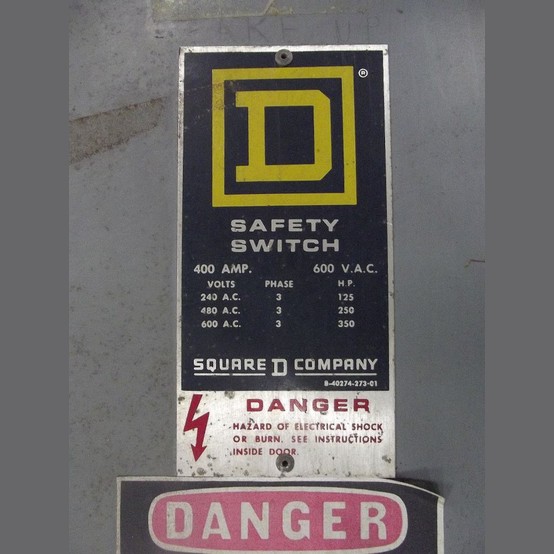 D
®
SAFETY
SWITCH
400 AMP. 600 V.A.C.
VOLTS PHASE H.P.
240 A.C. 3 125
480 A.C. 3 250
600 A.C. 3 350
SQUARE D COMPANY
B-40274-273-01
DANGER
HAZARD OF ELECTRICAL SHOCK
OR BURN. SEE INSTRUCTIONS
INSIDE DOOR.
DANGER